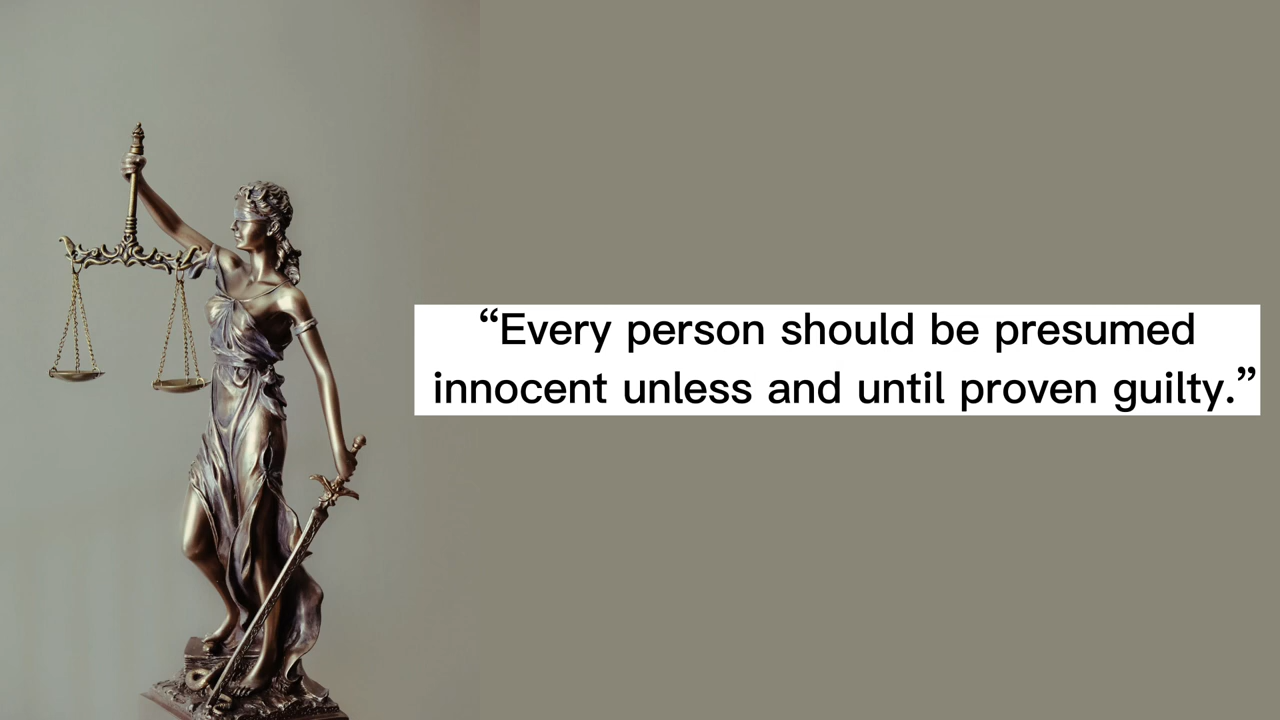 “Every person should be presumed
innocent unless and until proven guilty.”